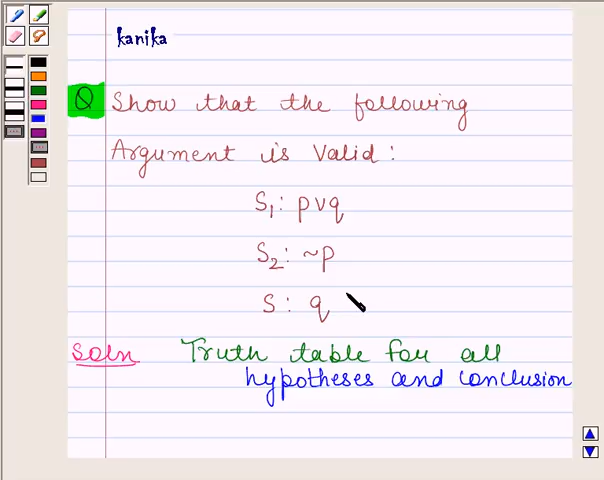 kanika
Q Show that the following
Argument is Valid :
S₁ : p∨q
S₂ : ~p
S : q
Soln Truth table for all
hypotheses and conclusion